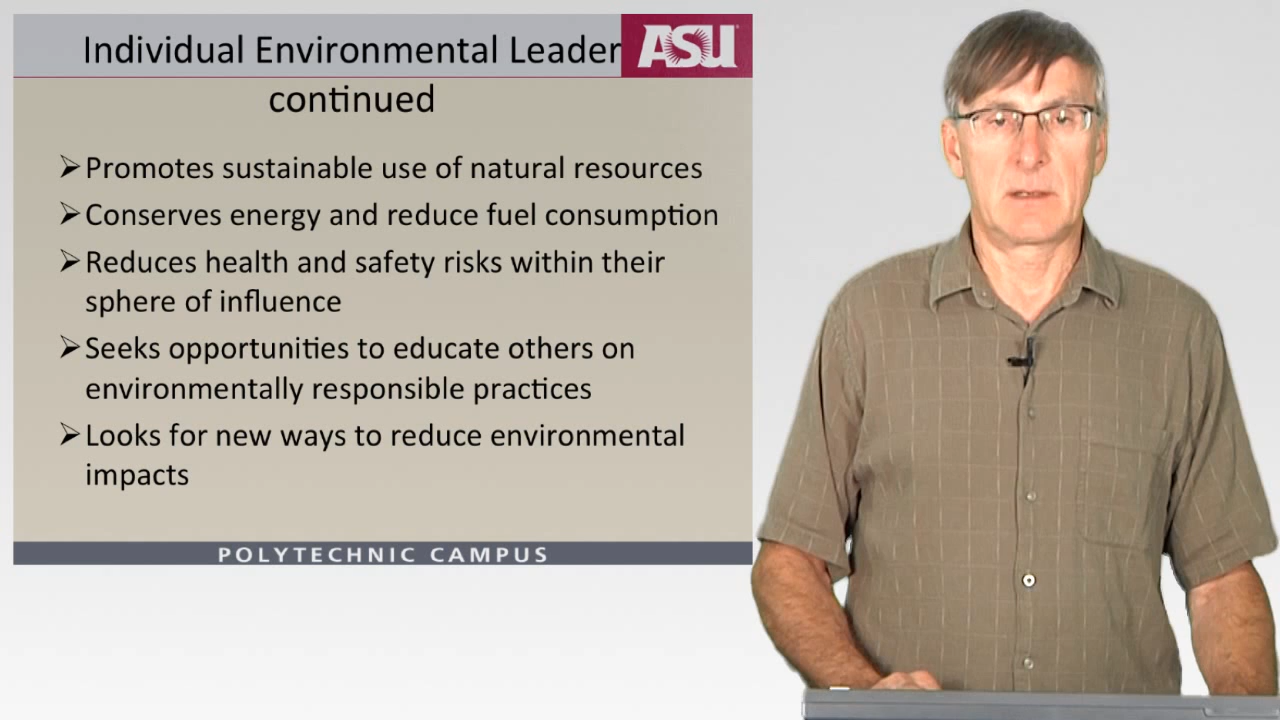 Individual Environmental Leader
ASU
continued
➢Promotes sustainable use of natural resources
➢Conserves energy and reduce fuel consumption
➢Reduces health and safety risks within their
sphere of influence
➢Seeks opportunities to educate others on
environmentally responsible practices
➢Looks for new ways to reduce environmental
impacts
POLYTECHNIC CAMPUS